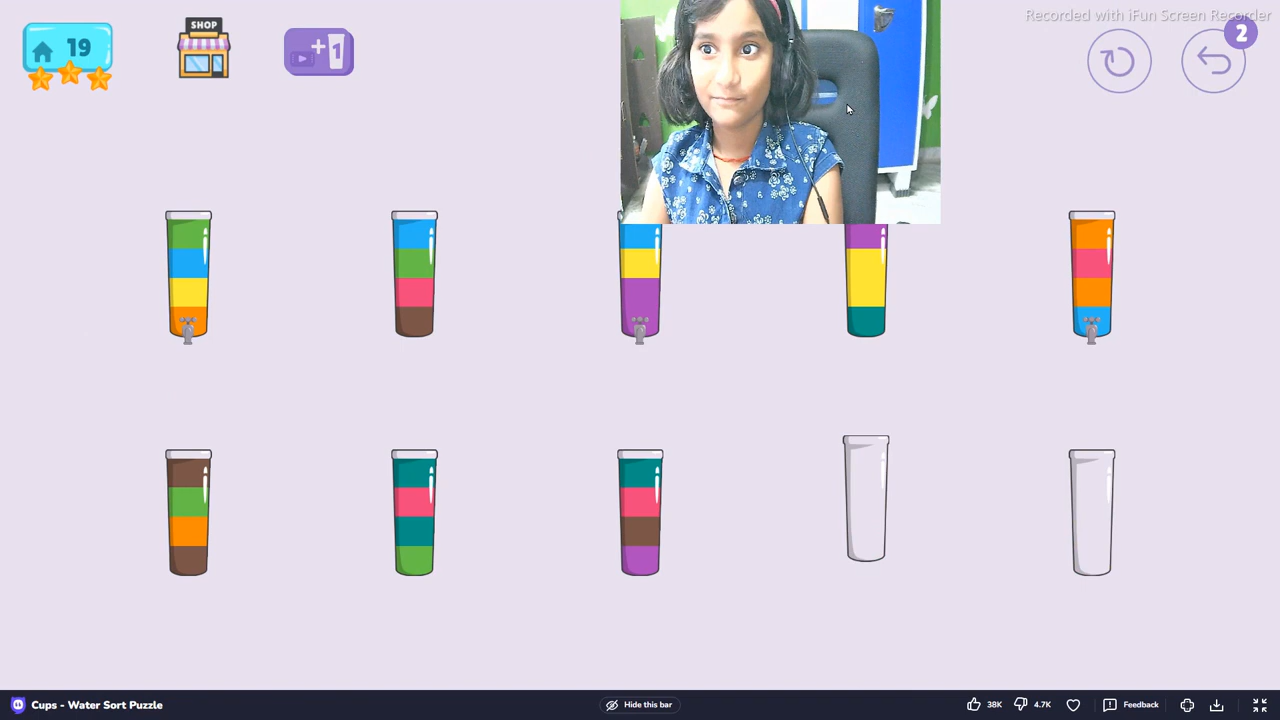 Recorded with iFun Screen Recorder
SHOP
19
+1
2
Cups - Water Sort Puzzle
Hide this bar
38K
4.7K
Feedback